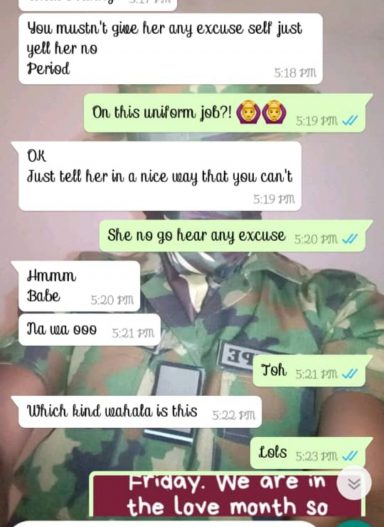 5:17 PM
You mustn't give her any excuse self just
yell her no
Period
5:18 PM
On this uniform job?! 🙆🙆 5:19 PM
OK
Just tell her in a nice way that you can't
5:19 PM
She no go hear any excuse 5:20 PM
Hmmm
Babe 5:20 PM
Na wa ooo 5:21 PM
Toh 5:21 PM
Which kind wahala is this 5:22 PM
Lols 5:23 PM
Friday. We are in
the love month so